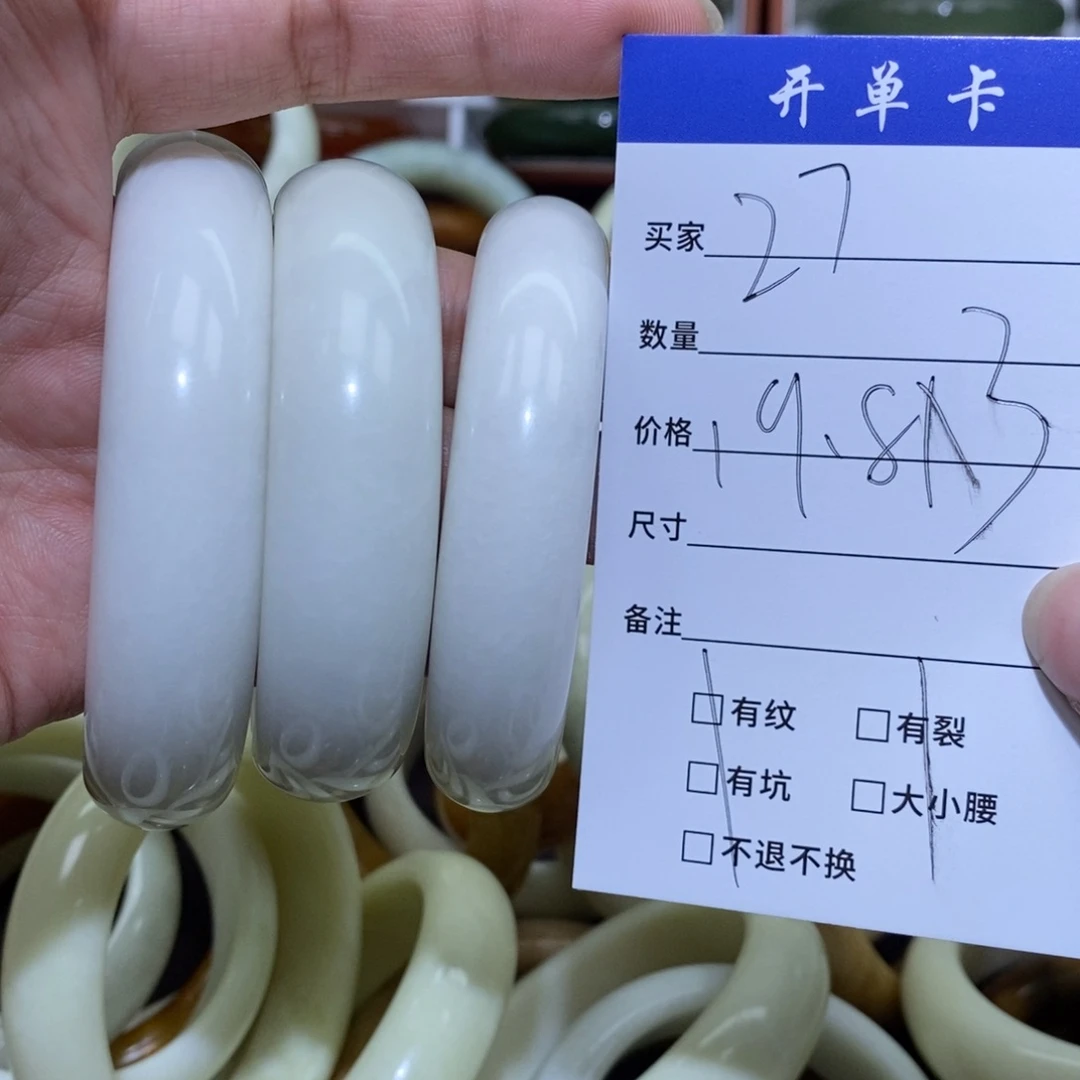 开单卡
买家 27
数量 3
价格 19.8x3
尺寸
备注
有纹 有裂
有坑 大小腰
不退不换